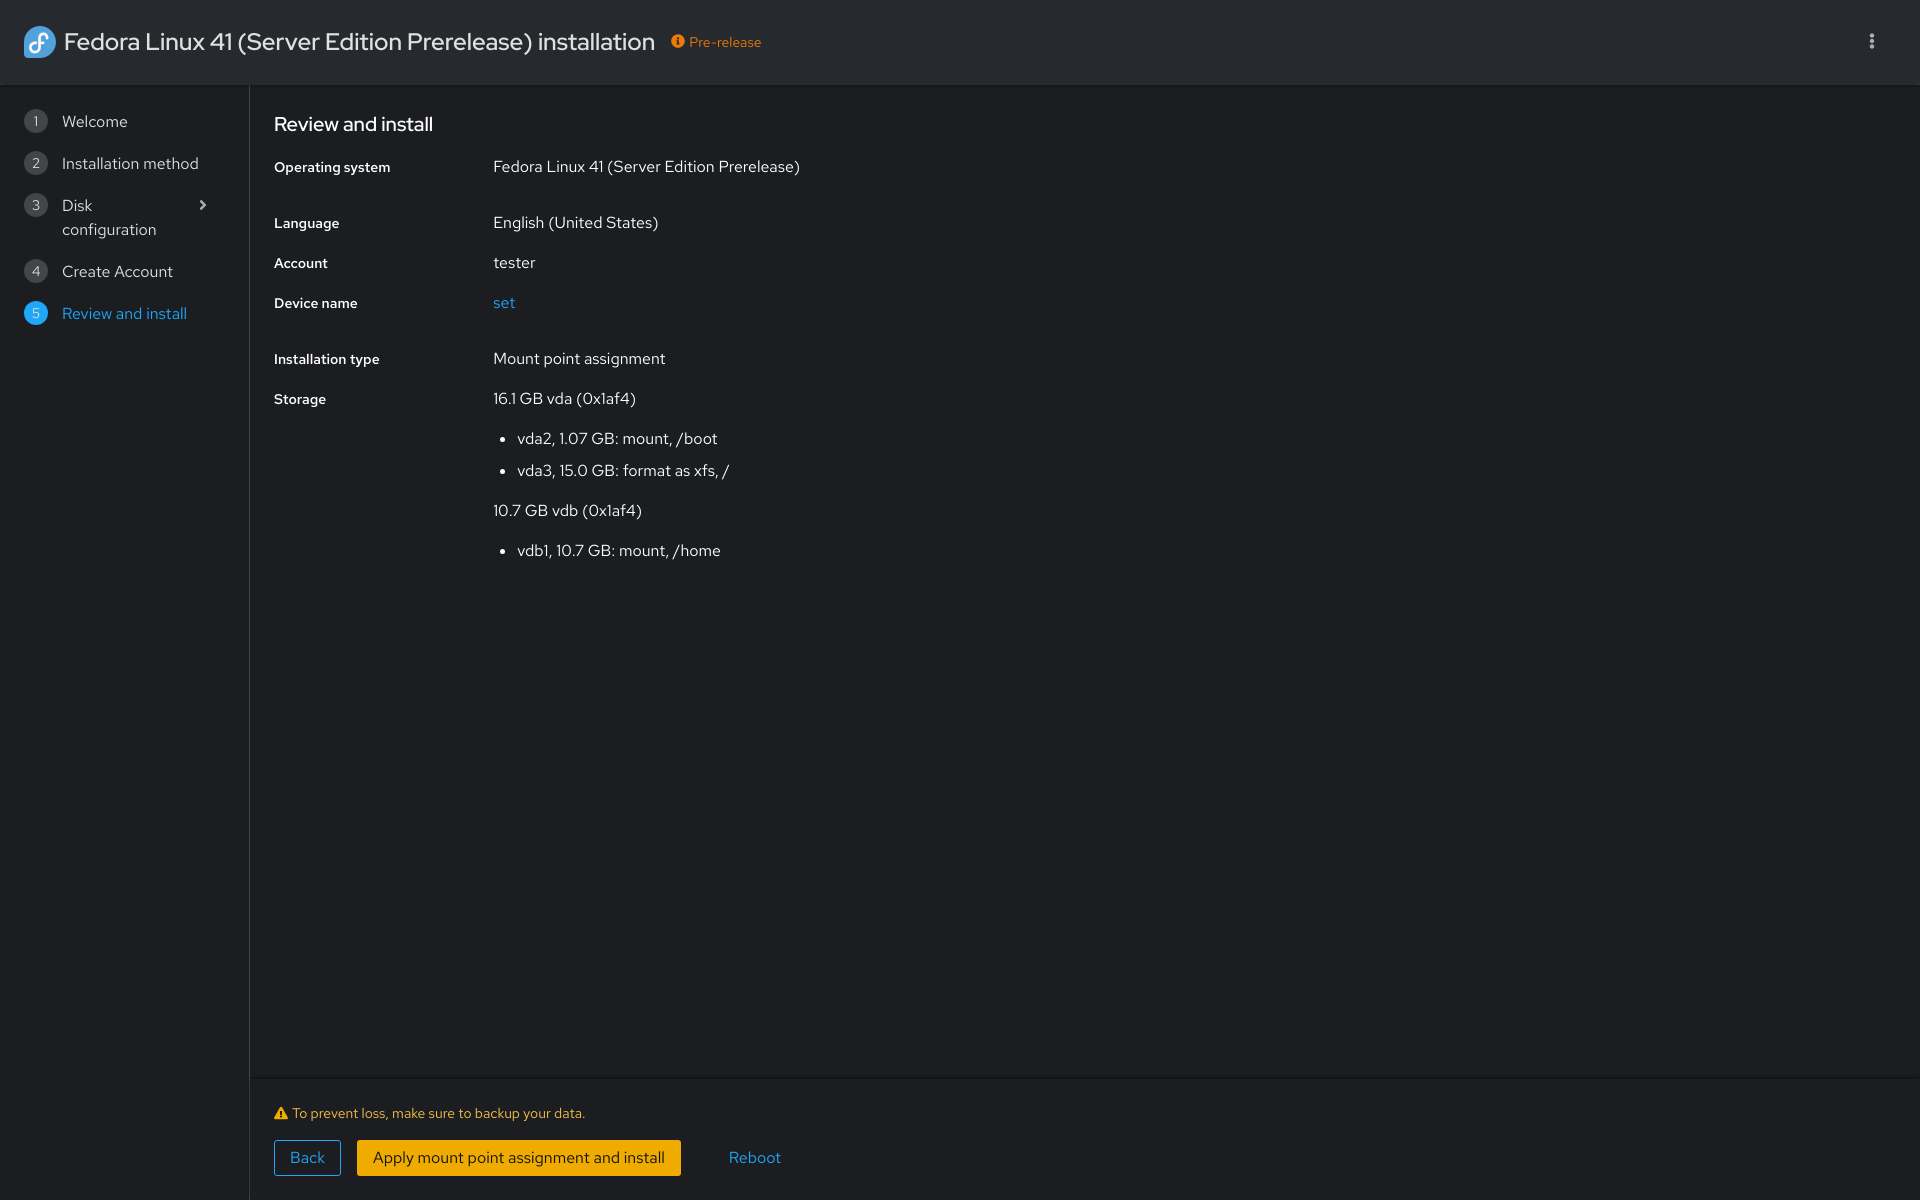 Fedora Linux 41 (Server Edition Prerelease) installation
Pre-release
1 Welcome
2 Installation method
3 Disk
configuration
4 Create Account
5 Review and install
Review and install
Operating system Fedora Linux 41 (Server Edition Prerelease)
Language English (United States)
Account tester
Device name set
Installation type Mount point assignment
Storage 16.1 GB vda (0x1af4)
• vda2, 1.07 GB: mount, /boot
• vda3, 15.0 GB: format as xfs, /
10.7 GB vdb (0x1af4)
• vdb1, 10.7 GB: mount, /home
To prevent loss, make sure to backup your data.
Back Apply mount point assignment and install Reboot